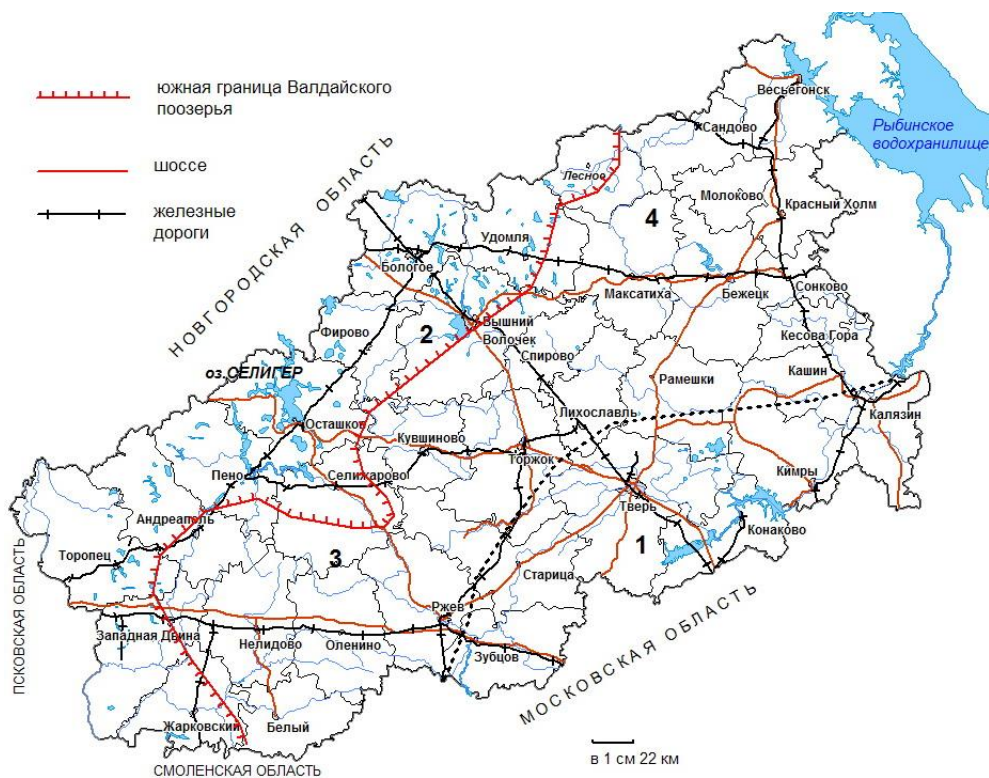 южная граница Валдайского
поозерья
шоссе
железные
дороги
НОВГОРОДСКАЯ ОБЛАСТЬ
Весьегонск
Сандово
Рыбинское
водохранилище
Лесное
Молоково
4
Красный Холм
Удомля
Бологое
Максатиха
Бежецк
Сонково
Фирово
2
Вышний
Волочек
Кесова Гора
Спирово
оз.СЕЛИГЕР
Рамешки
Кашин
Лихославль
Калязин
Осташков
Кувшиново
Торжок
Пено
Селижарово
Кимры
Тверь
Андреаполь
Конаково
Торопец
3
1
Старица
ПСКОВСКАЯ ОБЛАСТЬ
Ржев
Западная Двина
Нелидово
Оленино
Зубцов
МОСКОВСКАЯ ОБЛАСТЬ
Жарковский
Белый
в 1 см 22 км
СМОЛЕНСКАЯ ОБЛАСТЬ